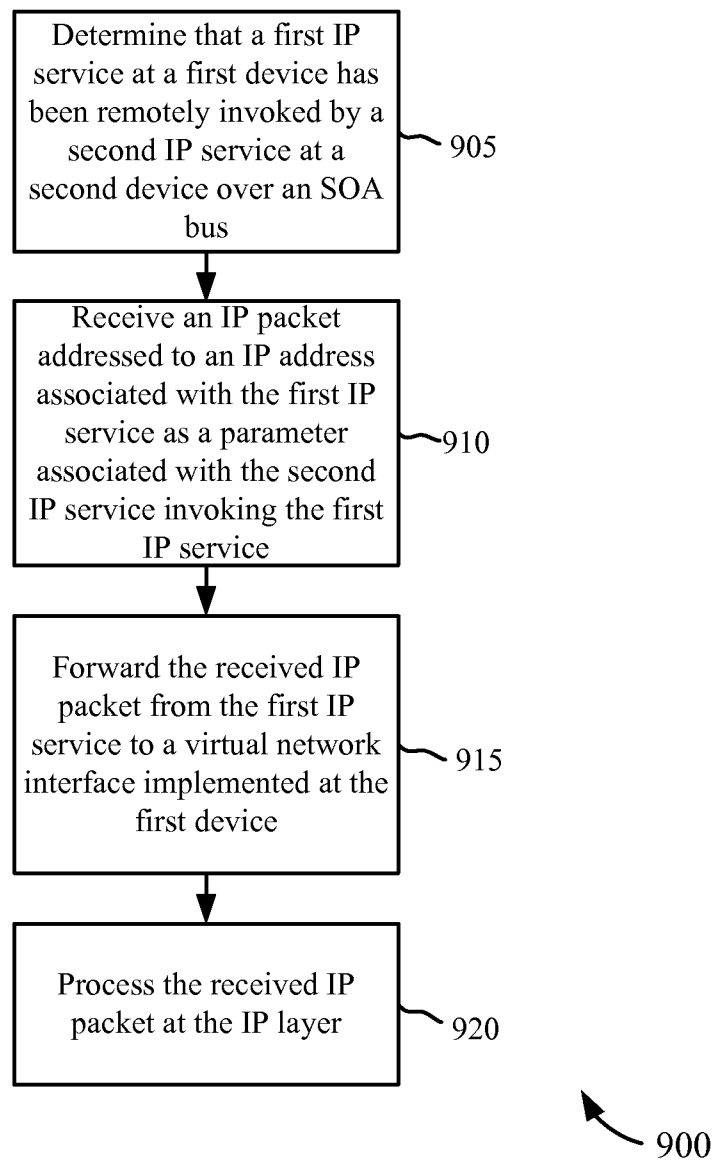 Determine that a first IP
service at a first device has
been remotely invoked by a
second IP service at a
second device over an SOA
bus
905
Receive an IP packet
addressed to an IP address
associated with the first IP
service as a parameter
associated with the second
IP service invoking the first
IP service
910
Forward the received IP
packet from the first IP
service to a virtual network
interface implemented at the
first device
915
Process the received IP
packet at the IP layer
920
900